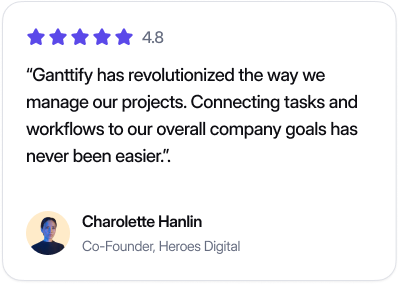 4.8
“Ganttify has revolutionized the way we
manage our projects. Connecting tasks and
workflows to our overall company goals has
never been easier.”.
Charolette Hanlin
Co-Founder, Heroes Digital